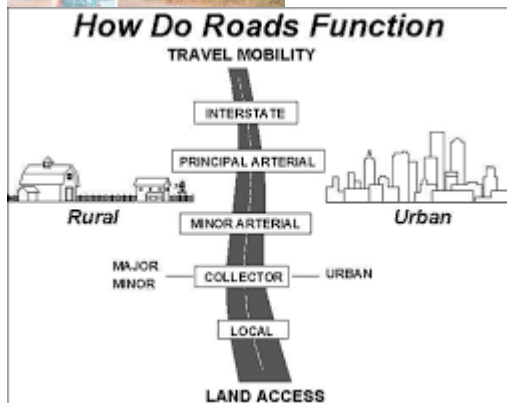 How Do Roads Function
TRAVEL MOBILITY
INTERSTATE
PRINCIPAL ARTERIAL
Rural
Urban
MINOR ARTERIAL
MAJOR
MINOR
COLLECTOR
URBAN
LOCAL
LAND ACCESS